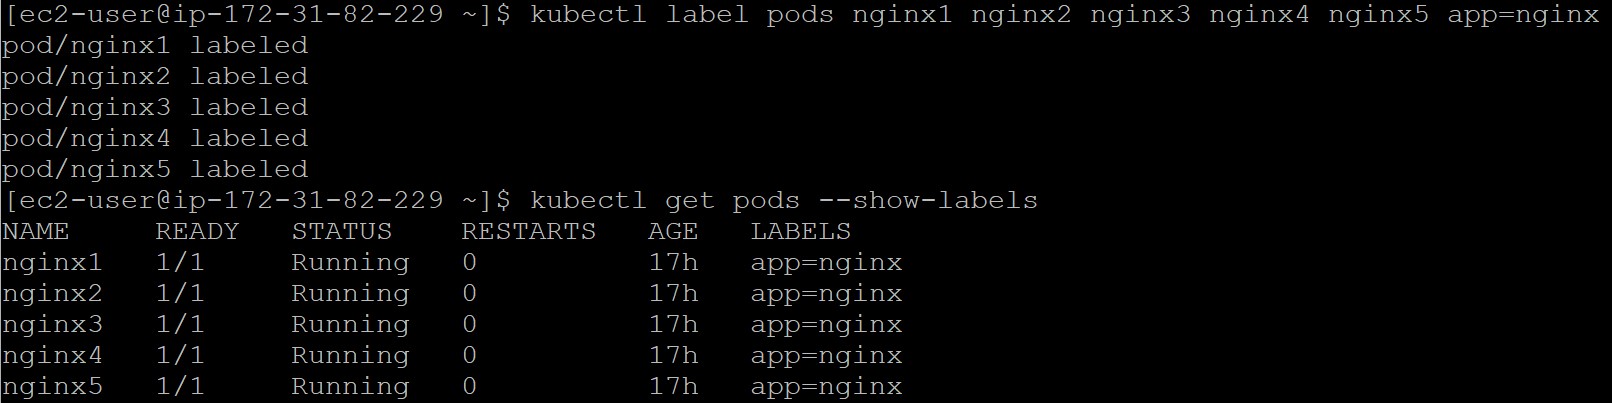 [ec2-user@ip-172-31-82-229 ~]$ kubectl label pods nginx1 nginx2 nginx3 nginx4 nginx5 app=nginx
pod/nginx1 labeled
pod/nginx2 labeled
pod/nginx3 labeled
pod/nginx4 labeled
pod/nginx5 labeled
[ec2-user@ip-172-31-82-229 ~]$ kubectl get pods --show-labels
NAME     READY   STATUS    RESTARTS   AGE   LABELS
nginx1   1/1     Running   0          17h   app=nginx
nginx2   1/1     Running   0          17h   app=nginx
nginx3   1/1     Running   0          17h   app=nginx
nginx4   1/1     Running   0          17h   app=nginx
nginx5   1/1     Running   0          17h   app=nginx